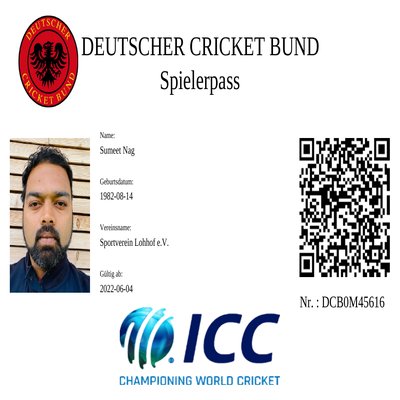 DEUTSCHER CRICKET BUND
DEUTSCHER CRICKET BUND
Spielerpass
Name:
Sumeet Nag
Geburtsdatum:
1982-08-14
Vereinsname:
Sportverein Lohhof e.V.
Gültig ab:
2022-06-04
Nr. : DCB0M45616
ICC
CHAMPIONING WORLD CRICKET